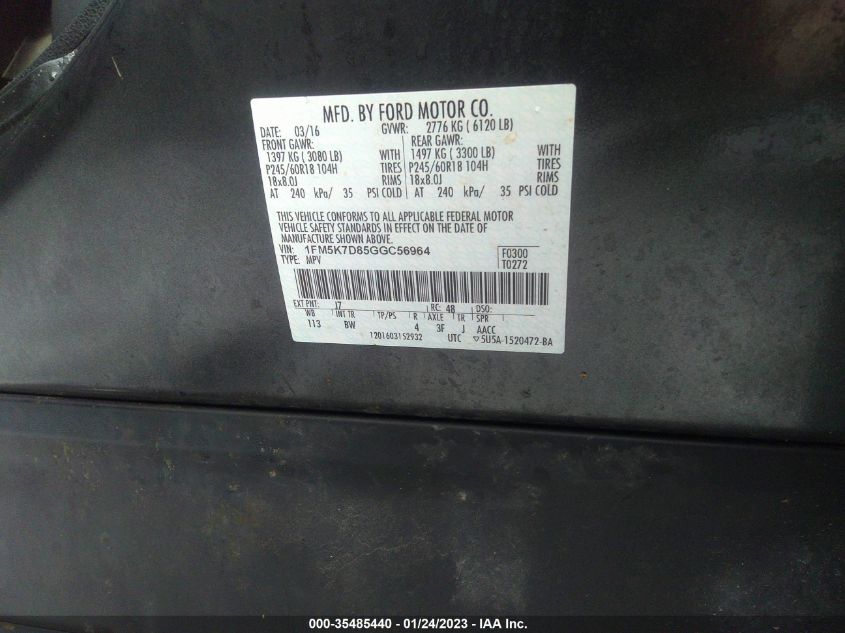 MFD. BY FORD MOTOR CO.
DATE: 03/16 GVWR: 2776 KG ( 6120 LB)
FRONT GAWR: REAR GAWR:
1397 KG ( 3080 LB) WITH 1497 KG ( 3300 LB) WITH
P245/60R18 104H TIRES P245/60R18 104H TIRES
18x8.0J RIMS 18x8.0J RIMS
AT 240 kPa/ 35 PSI COLD AT 240 kPa/ 35 PSI COLD
THIS VEHICLE CONFORMS TO ALL APPLICABLE FEDERAL MOTOR
VEHICLE SAFETY STANDARDS IN EFFECT ON THE DATE OF
MANUFACTURE SHOWN ABOVE.
VIN: 1FM5K7D85GGC56964 F0300
TYPE: MPV T0272
EXT PNT: J7 RC: 48 DSO:
WB INT TR TP/PS R AXLE TR SPR
113 BW 4 3F J AACC
UTC ▽5U5A-1520472-BA
000-35485440 - 01/24/2023 - IAA Inc.